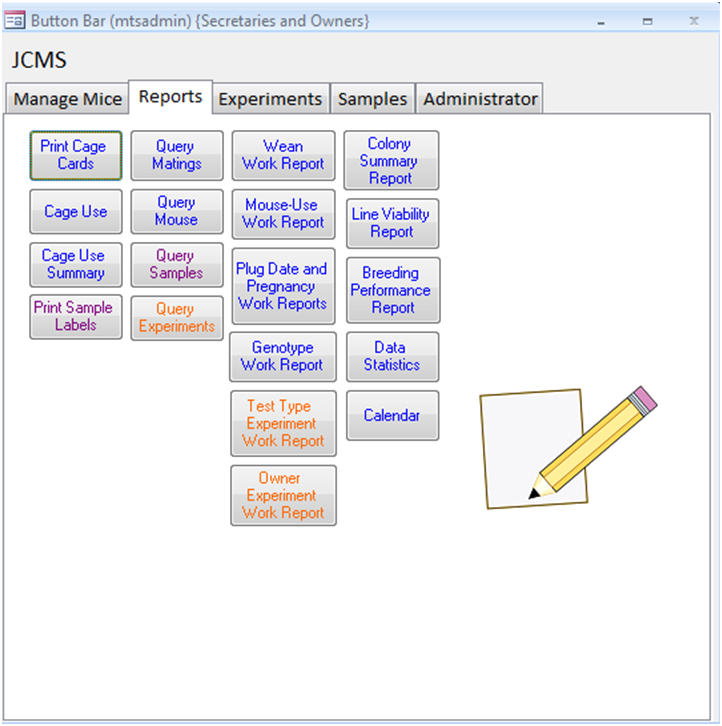 Button Bar (mtsadmin) {Secretaries and Owners}
JCMS
Manage Mice Reports Experiments Samples Administrator
Print Cage
Cards
Cage Use
Cage Use
Summary
Print Sample
Labels
Query
Matings
Query
Mouse
Query
Samples
Query
Experiments
Wean
Work Report
Mouse-Use
Work Report
Plug Date and
Pregnancy
Work Reports
Genotype
Work Report
Test Type
Experiment
Work Report
Owner
Experiment
Work Report
Colony
Summary
Report
Line Viability
Report
Breeding
Performance
Report
Data
Statistics
Calendar